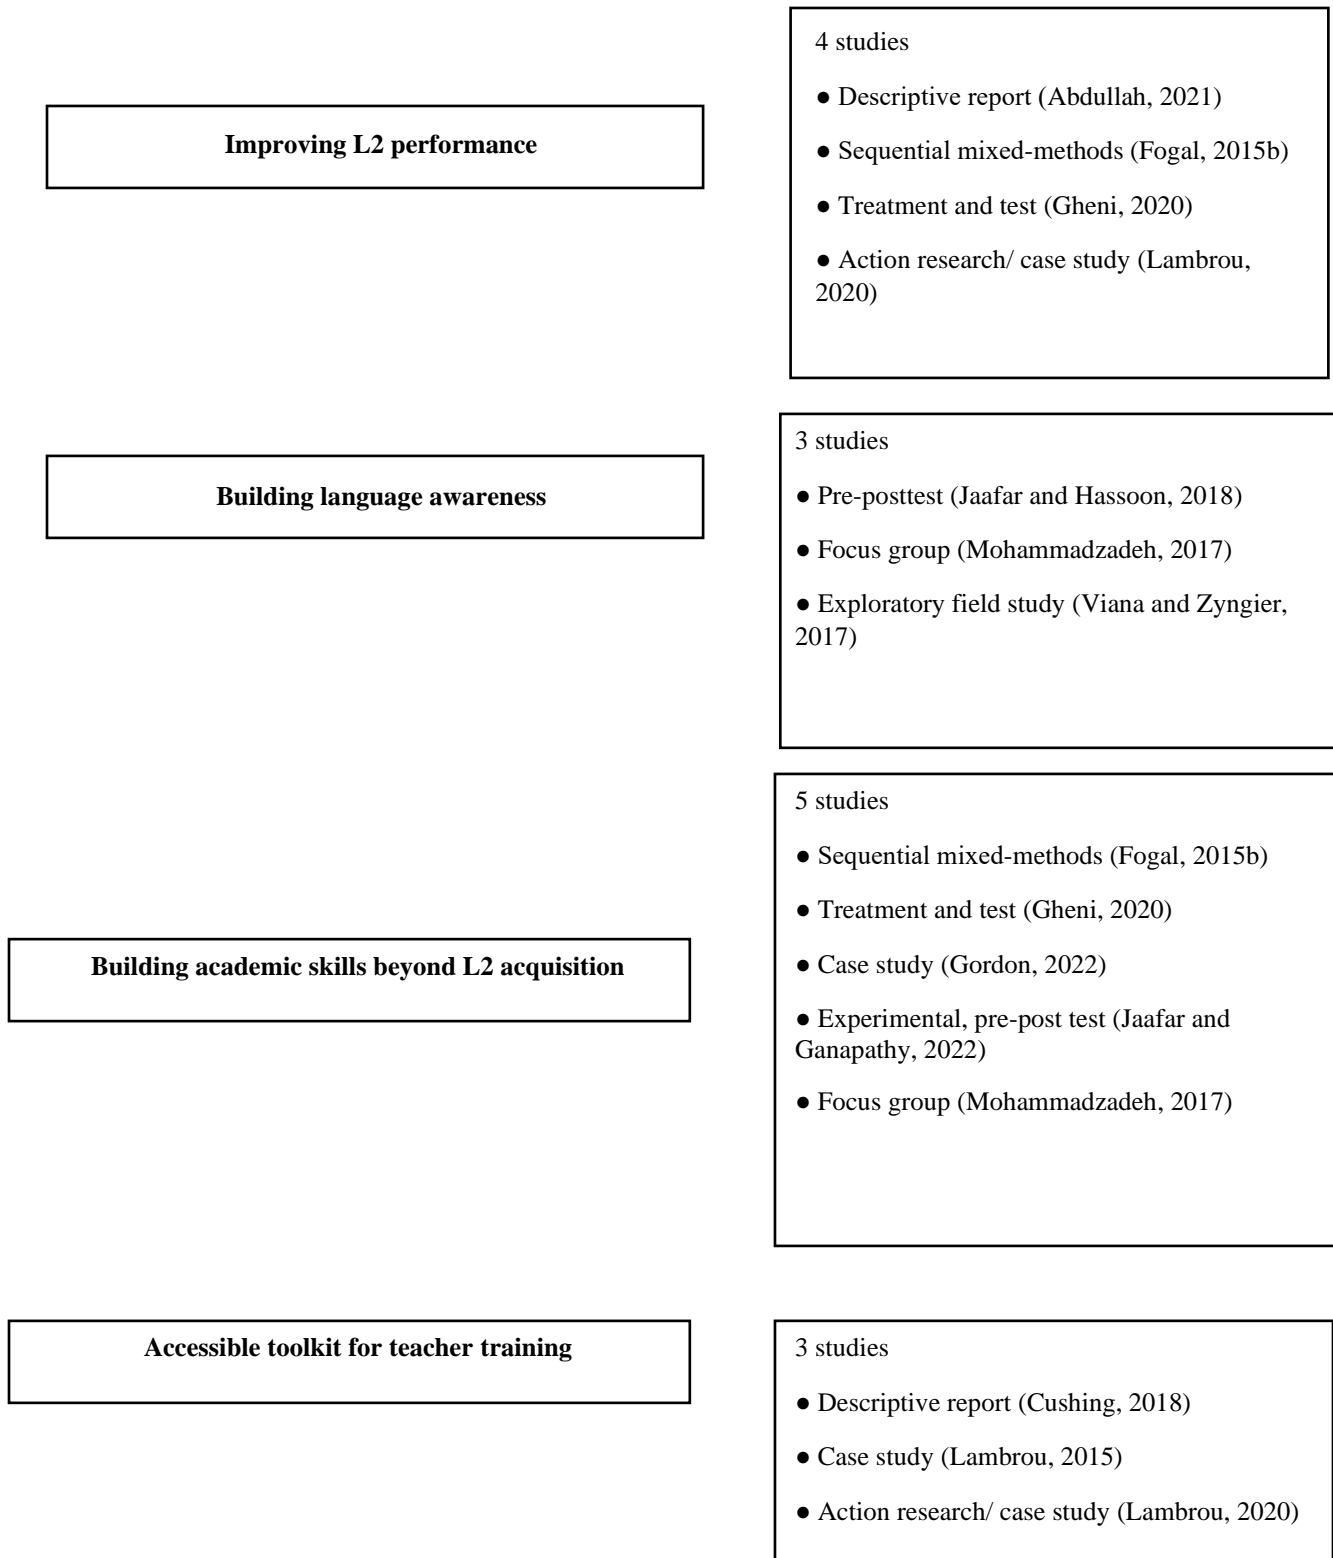 Improving L2 performance
4 studies
● Descriptive report (Abdullah, 2021)
● Sequential mixed-methods (Fogal, 2015b)
● Treatment and test (Gheni, 2020)
● Action research/ case study (Lambrou,
2020)
Building language awareness
3 studies
● Pre-posttest (Jaafar and Hassoon, 2018)
● Focus group (Mohammadzadeh, 2017)
● Exploratory field study (Viana and Zyngier,
2017)
Building academic skills beyond L2 acquisition
5 studies
● Sequential mixed-methods (Fogal, 2015b)
● Treatment and test (Gheni, 2020)
● Case study (Gordon, 2022)
● Experimental, pre-post test (Jaafar and
Ganapathy, 2022)
● Focus group (Mohammadzadeh, 2017)
Accessible toolkit for teacher training
3 studies
● Descriptive report (Cushing, 2018)
● Case study (Lambrou, 2015)
● Action research/ case study (Lambrou, 2020)